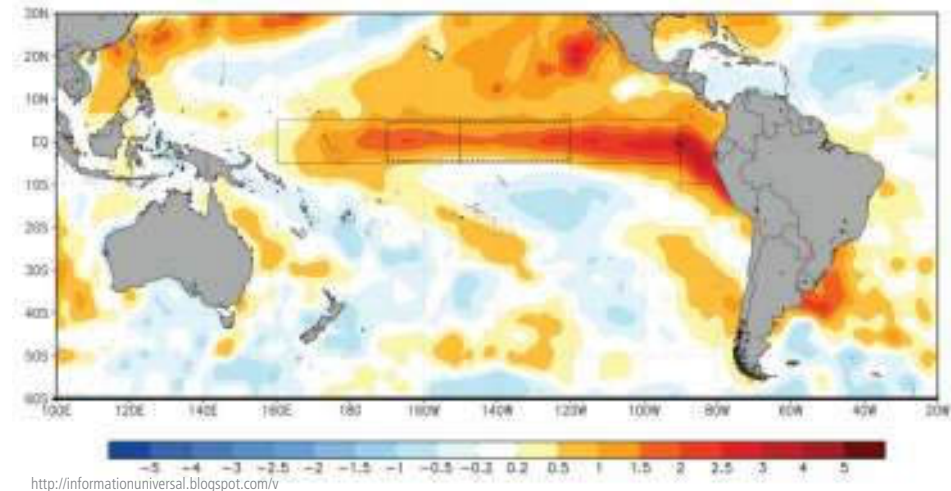 30N
20N
10N
EQ
10S
20S
30S
40S
50S
60S
100E 120E 140E 160E 180 160W 140W 120W 100W 80W 60W 40W 20W
-5 -4 -3 -2.5 -2 -1.5 -1 -0.5 -0.2 0.2 0.5 1 1.5 2 2.5 3 4 5
http://informationuniversal.blogspot.com/v